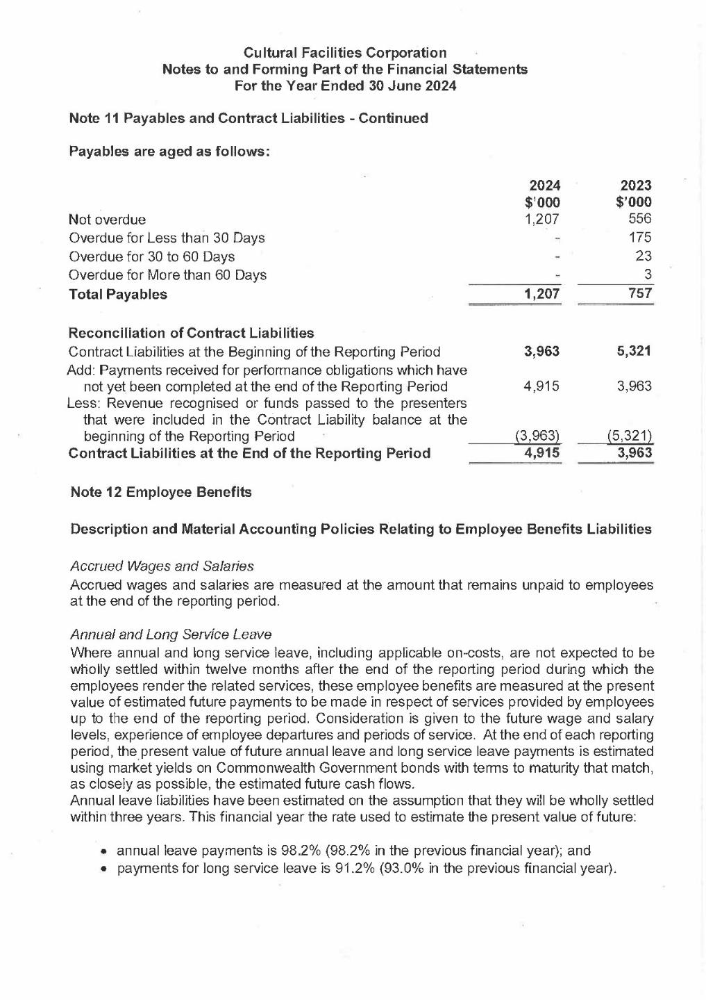 Cultural Facilities Corporation
Notes to and Forming Part of the Financial Statements
For the Year Ended 30 June 2024
Note 11 Payables and Contract Liabilities - Continued
Payables are aged as follows:
2024 2023
$'000 $'000
Not overdue 1,207 556
Overdue for Less than 30 Days - 175
Overdue for 30 to 60 Days - 23
Overdue for More than 60 Days - 3
Total Payables 1,207 757
Reconciliation of Contract Liabilities
Contract Liabilities at the Beginning of the Reporting Period 3,963 5,321
Add: Payments received for performance obligations which have
not yet been completed at the end of the Reporting Period 4,915 3,963
Less: Revenue recognised or funds passed to the presenters
that were included in the Contract Liability balance at the
beginning of the Reporting Period (3,963) (5,321)
Contract Liabilities at the End of the Reporting Period 4,915 3,963
Note 12 Employee Benefits
Description and Material Accounting Policies Relating to Employee Benefits Liabilities
Accrued Wages and Salaries
Accrued wages and salaries are measured at the amount that remains unpaid to employees
at the end of the reporting period.
Annual and Long Service Leave
Where annual and long service leave, including applicable on-costs, are not expected to be
wholly settled within twelve months after the end of the reporting period during which the
employees render the related services, these employee benefits are measured at the present
value of estimated future payments to be made in respect of services provided by employees
up to the end of the reporting period. Consideration is given to the future wage and salary
levels, experience of employee departures and periods of service. At the end of each reporting
period, the present value of future annual leave and long service leave payments is estimated
using market yields on Commonwealth Government bonds with terms to maturity that match,
as closely as possible, the estimated future cash flows.
Annual leave liabilities have been estimated on the assumption that they will be wholly settled
within three years. This financial year the rate used to estimate the present value of future:
• annual leave payments is 98.2% (98.2% in the previous financial year); and
• payments for long service leave is 91.2% (93.0% in the previous financial year).